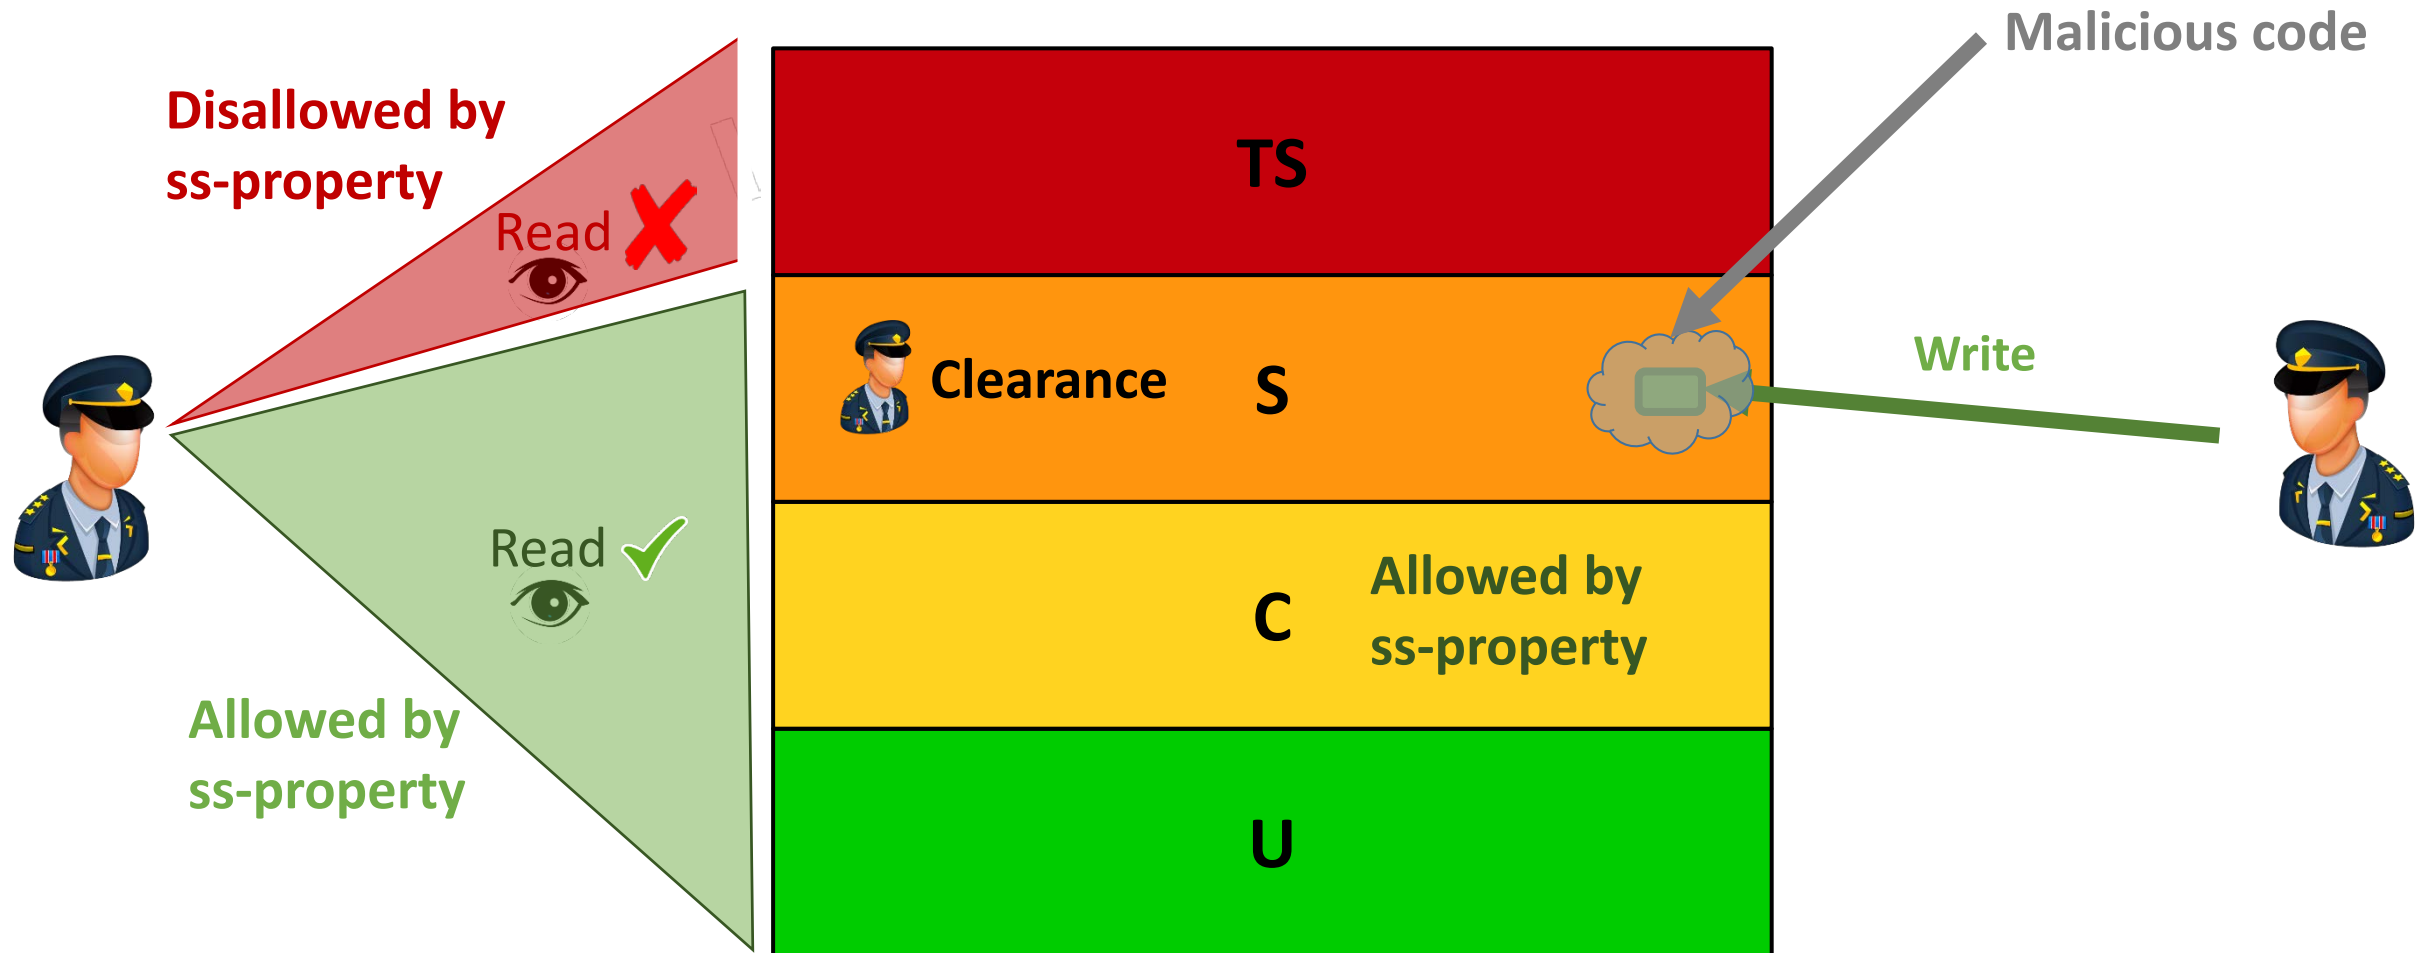 Malicious code
Disallowed by
ss-property
Read
TS
Clearance
S
Write
Read
Allowed by
ss-property
C
Allowed by
ss-property
U